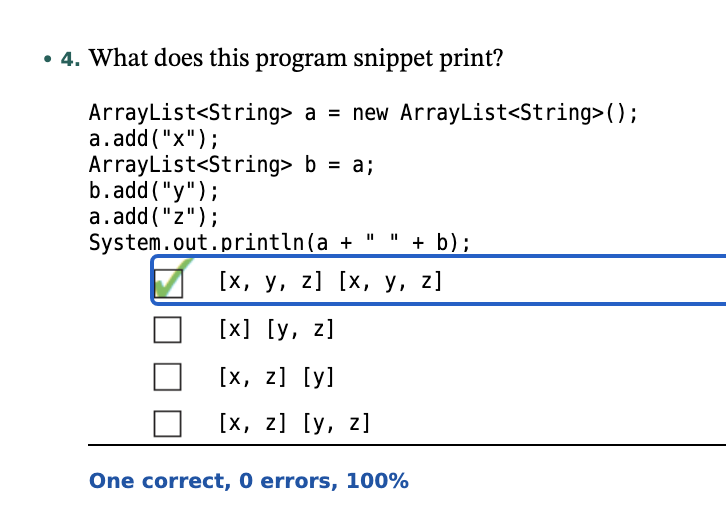 • 4. What does this program snippet print?
ArrayList<String> a = new ArrayList<String>();
a.add("x");
ArrayList<String> b = a;
b.add("y");
a.add("z");
System.out.println(a + " " + b);
[x, y, z] [x, y, z]
[x] [y, z]
[x, z] [y]
[x, z] [y, z]
One correct, 0 errors, 100%